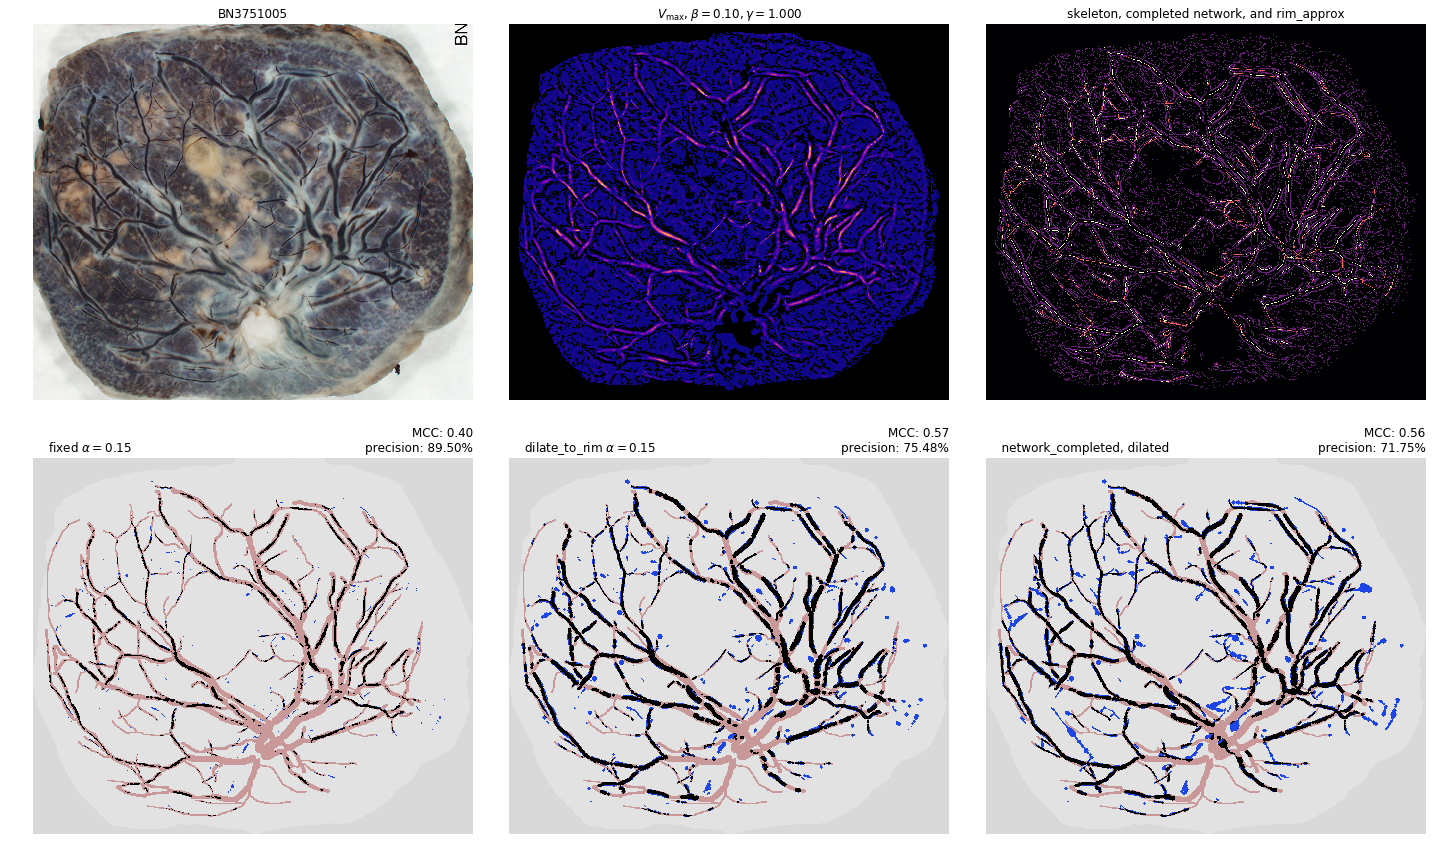 BN3751005
V_max, β = 0.10, γ = 1.000
skeleton, completed network, and rim_approx
BN
fixed α = 0.15
MCC: 0.40
precision: 89.50%
dilate_to_rim α = 0.15
MCC: 0.57
precision: 75.48%
network_completed, dilated
MCC: 0.56
precision: 71.75%